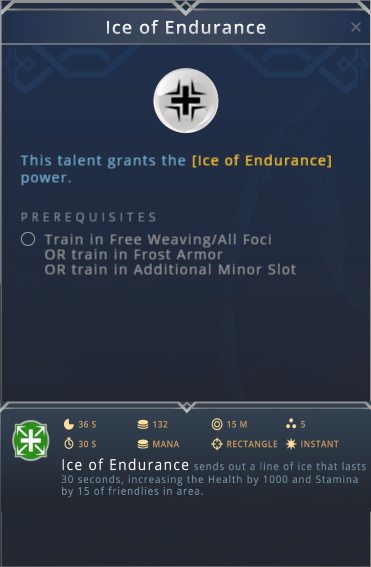 Ice of Endurance
This talent grants the [Ice of Endurance]
power.
PREREQUISITES
Train in Free Weaving/All Foci
OR train in Frost Armor
OR train in Additional Minor Slot
36 S 132 15 M 5
30 S MANA RECTANGLE INSTANT
Ice of Endurance sends out a line of ice that lasts
30 seconds, increasing the Health by 1000 and Stamina
by 15 of friendlies in area.